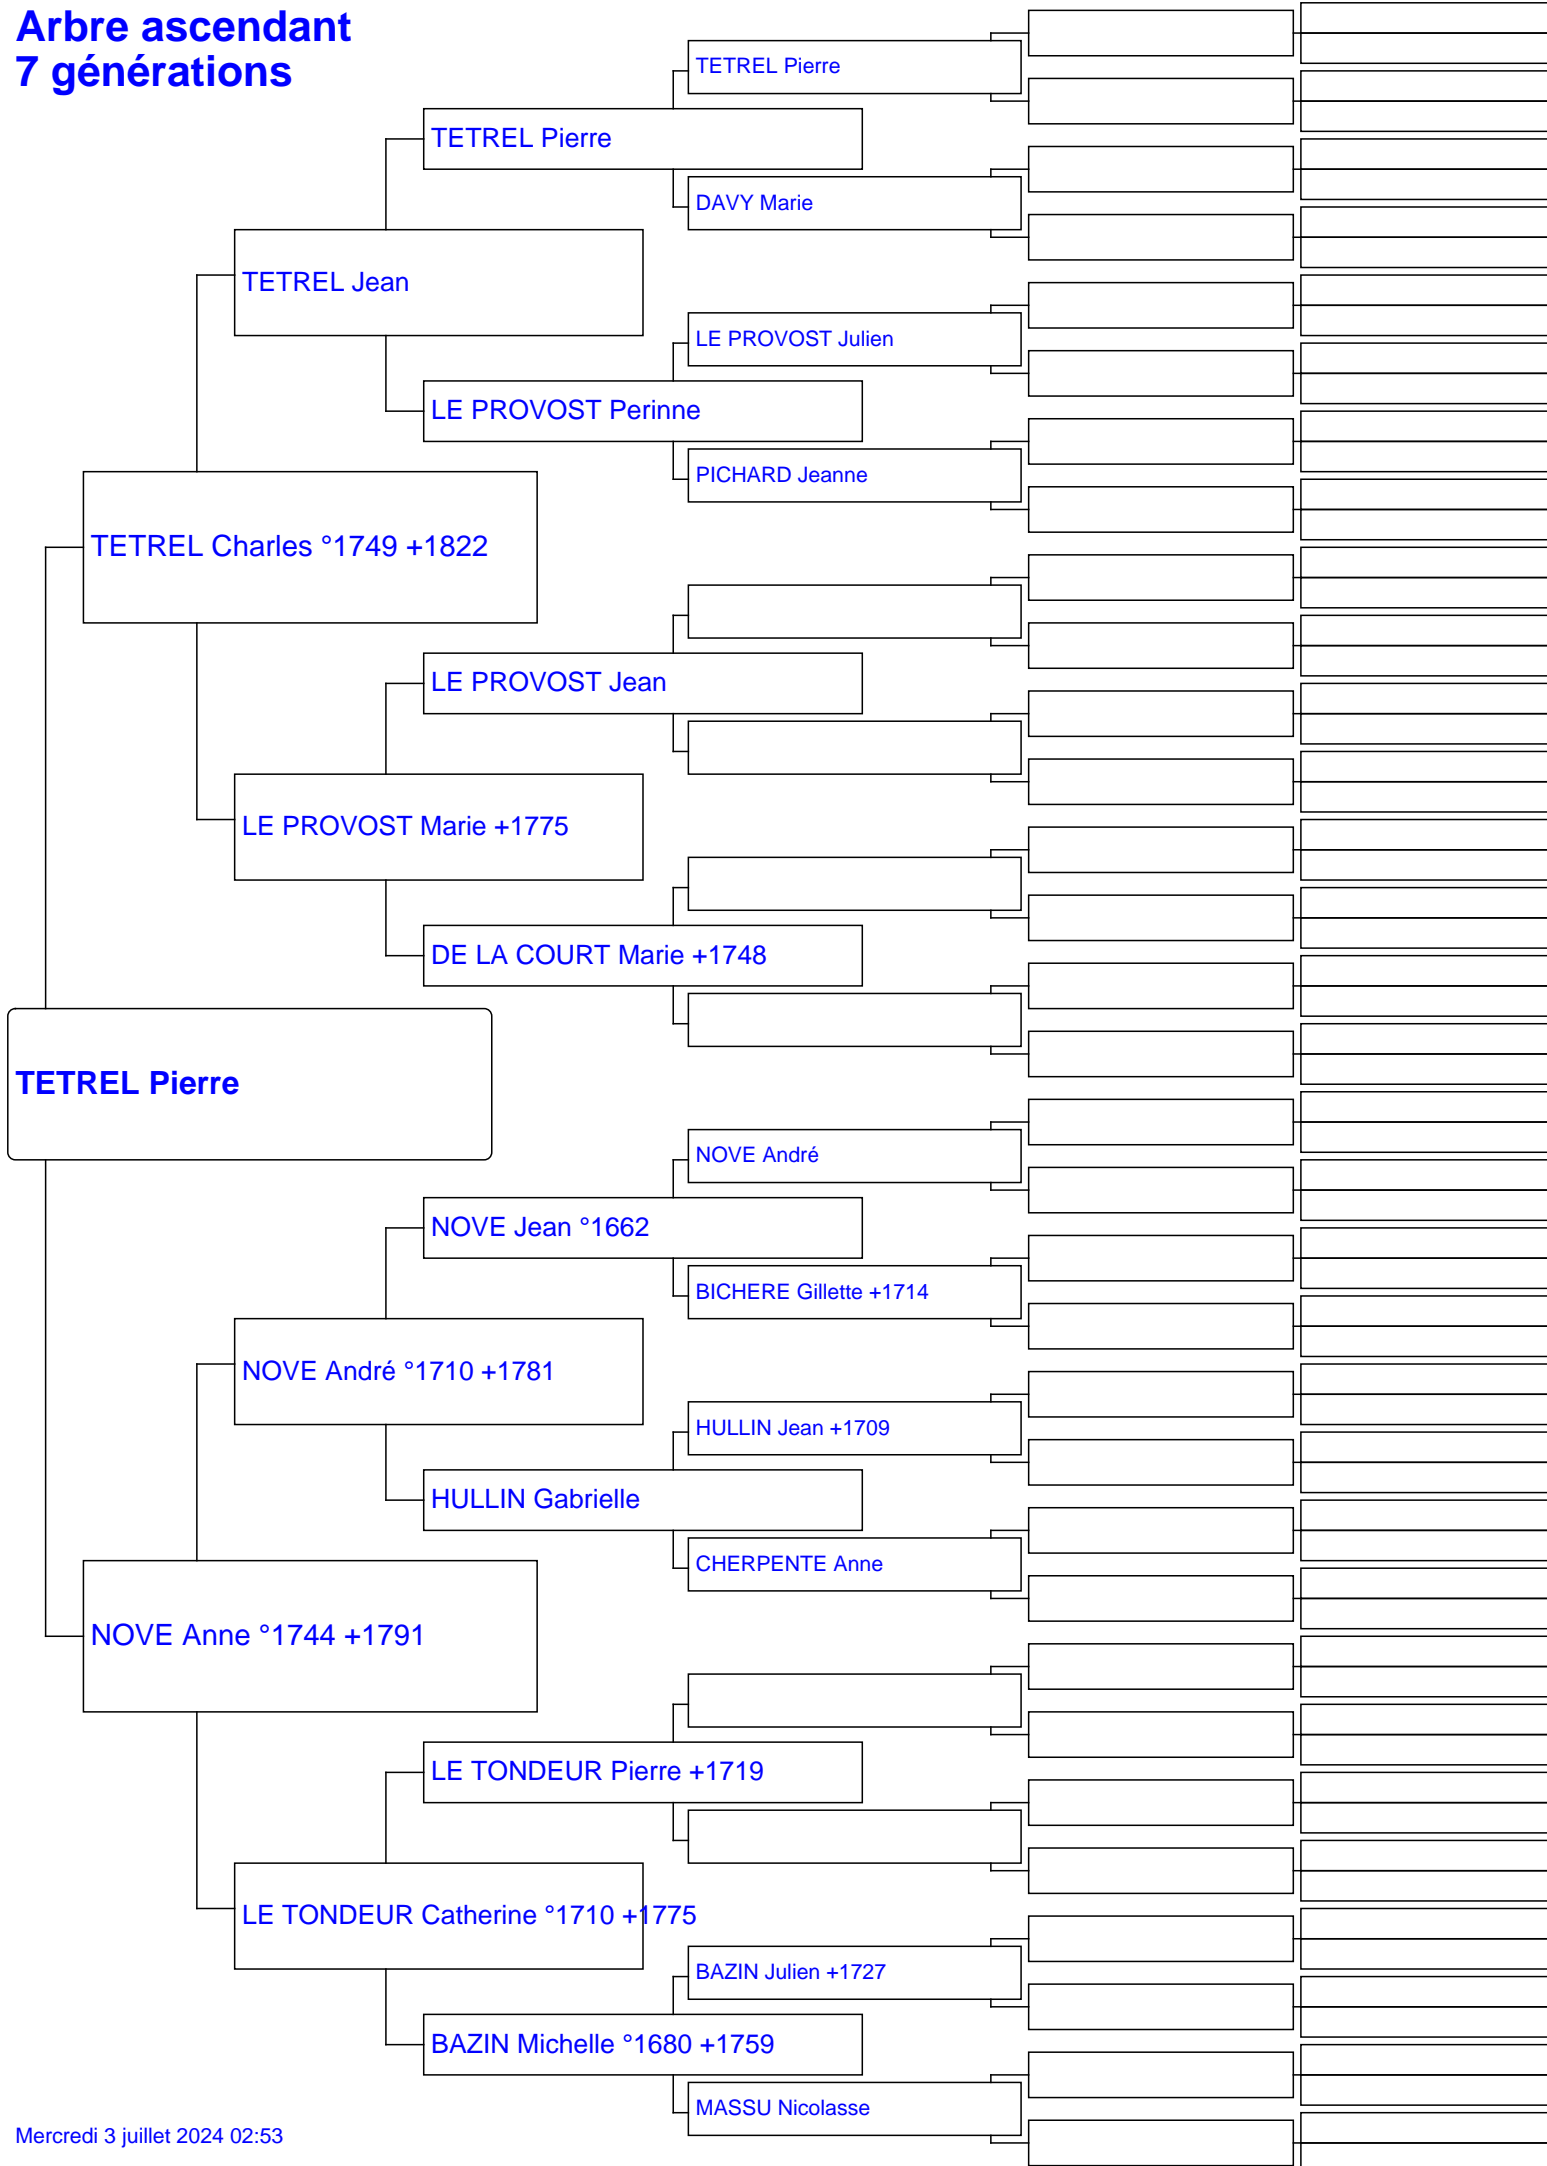 Arbre ascendant
7 générations
TETREL Pierre
TETREL Pierre
DAVY Marie
TETREL Jean
LE PROVOST Julien
LE PROVOST Perinne
PICHARD Jeanne
TETREL Charles °1749 +1822
LE PROVOST Jean
LE PROVOST Marie +1775
DE LA COURT Marie +1748
TETREL Pierre
NOVE André
NOVE Jean °1662
BICHERE Gillette +1714
NOVE André °1710 +1781
HULLIN Jean +1709
HULLIN Gabrielle
CHERPENTE Anne
NOVE Anne °1744 +1791
LE TONDEUR Pierre +1719
LE TONDEUR Catherine °1710 +1775
BAZIN Julien +1727
BAZIN Michelle °1680 +1759
MASSU Nicolasse
Mercredi 3 juillet 2024 02:53